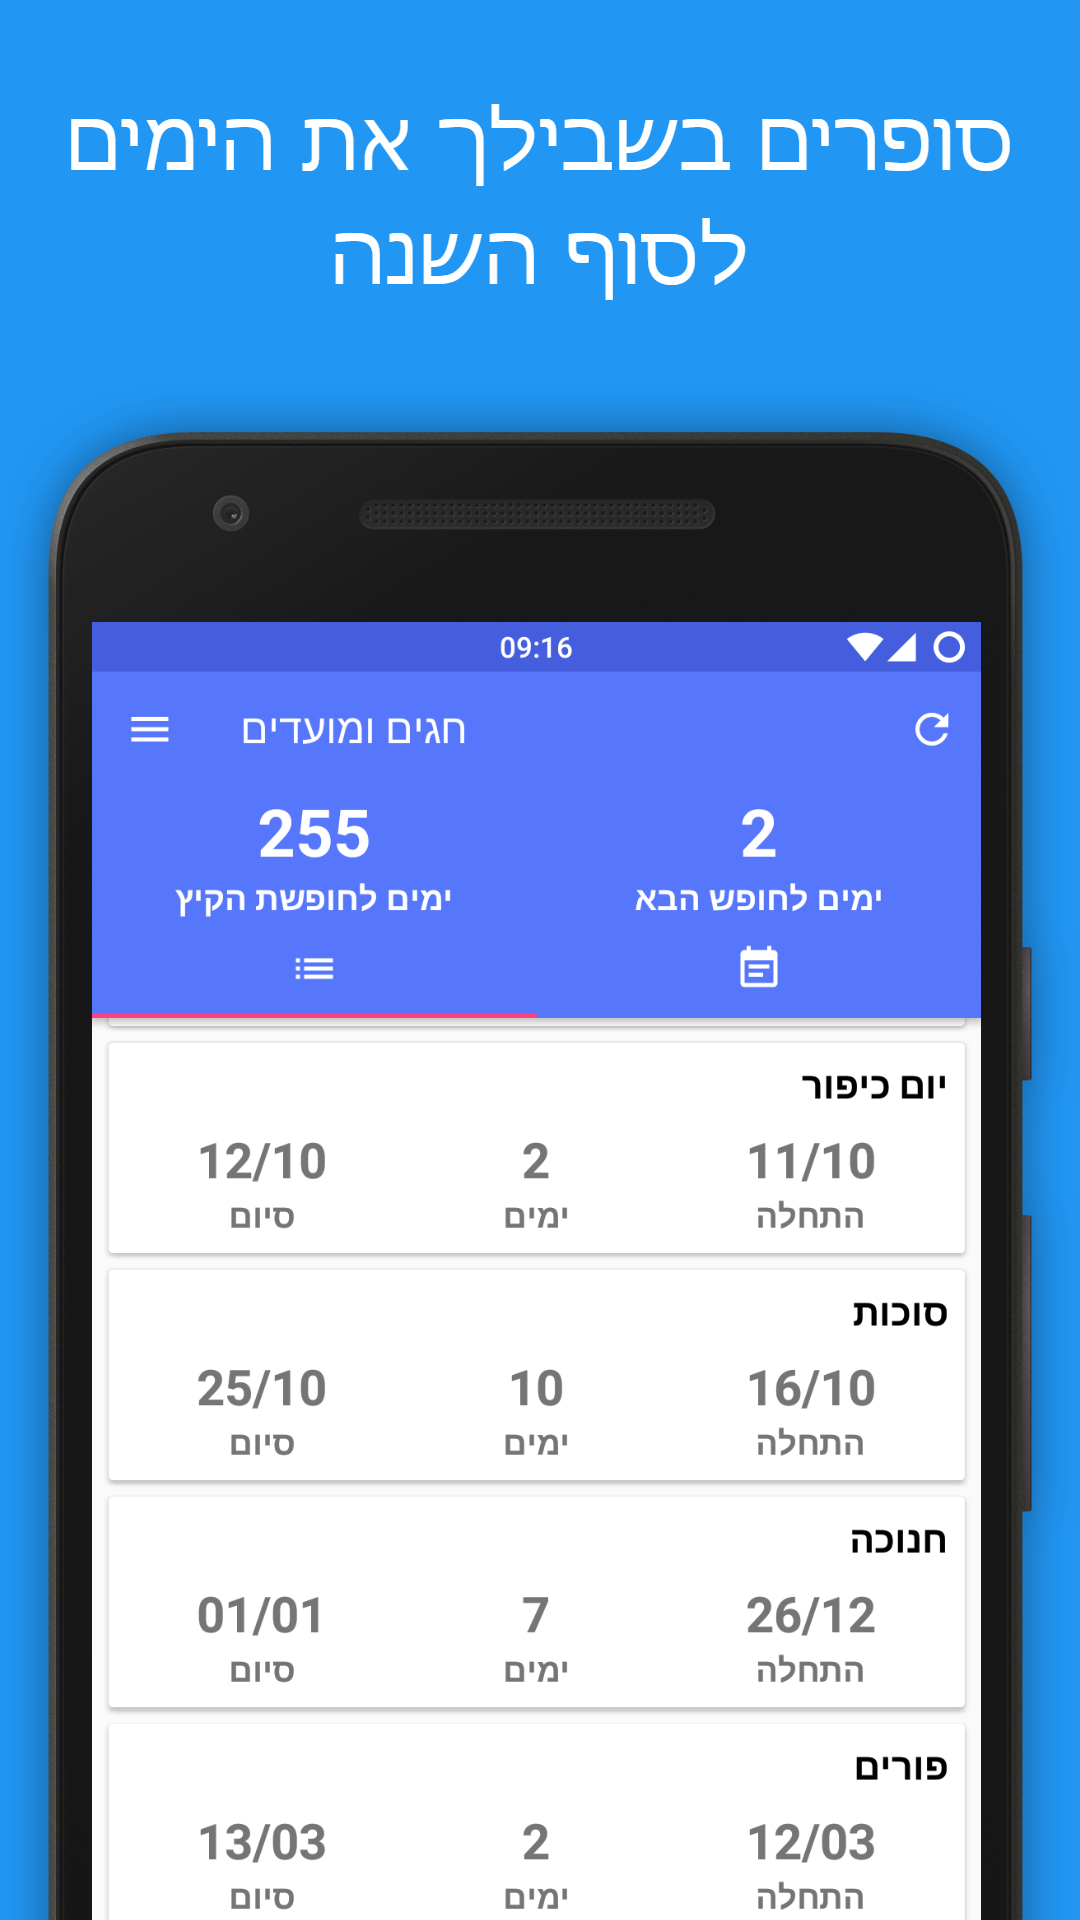 סופרים בשבילך את הימים
לסוף השנה
09:16
חגים ומועדים
2 255
ימים לחופש הבא ימים לחופשת הקיץ
יום כיפור
11/10 2 12/10
התחלה ימים סיום
סוכות
16/10 10 25/10
התחלה ימים סיום
חנוכה
26/12 7 01/01
התחלה ימים סיום
פורים
12/03 2 13/03
התחלה ימים סיום